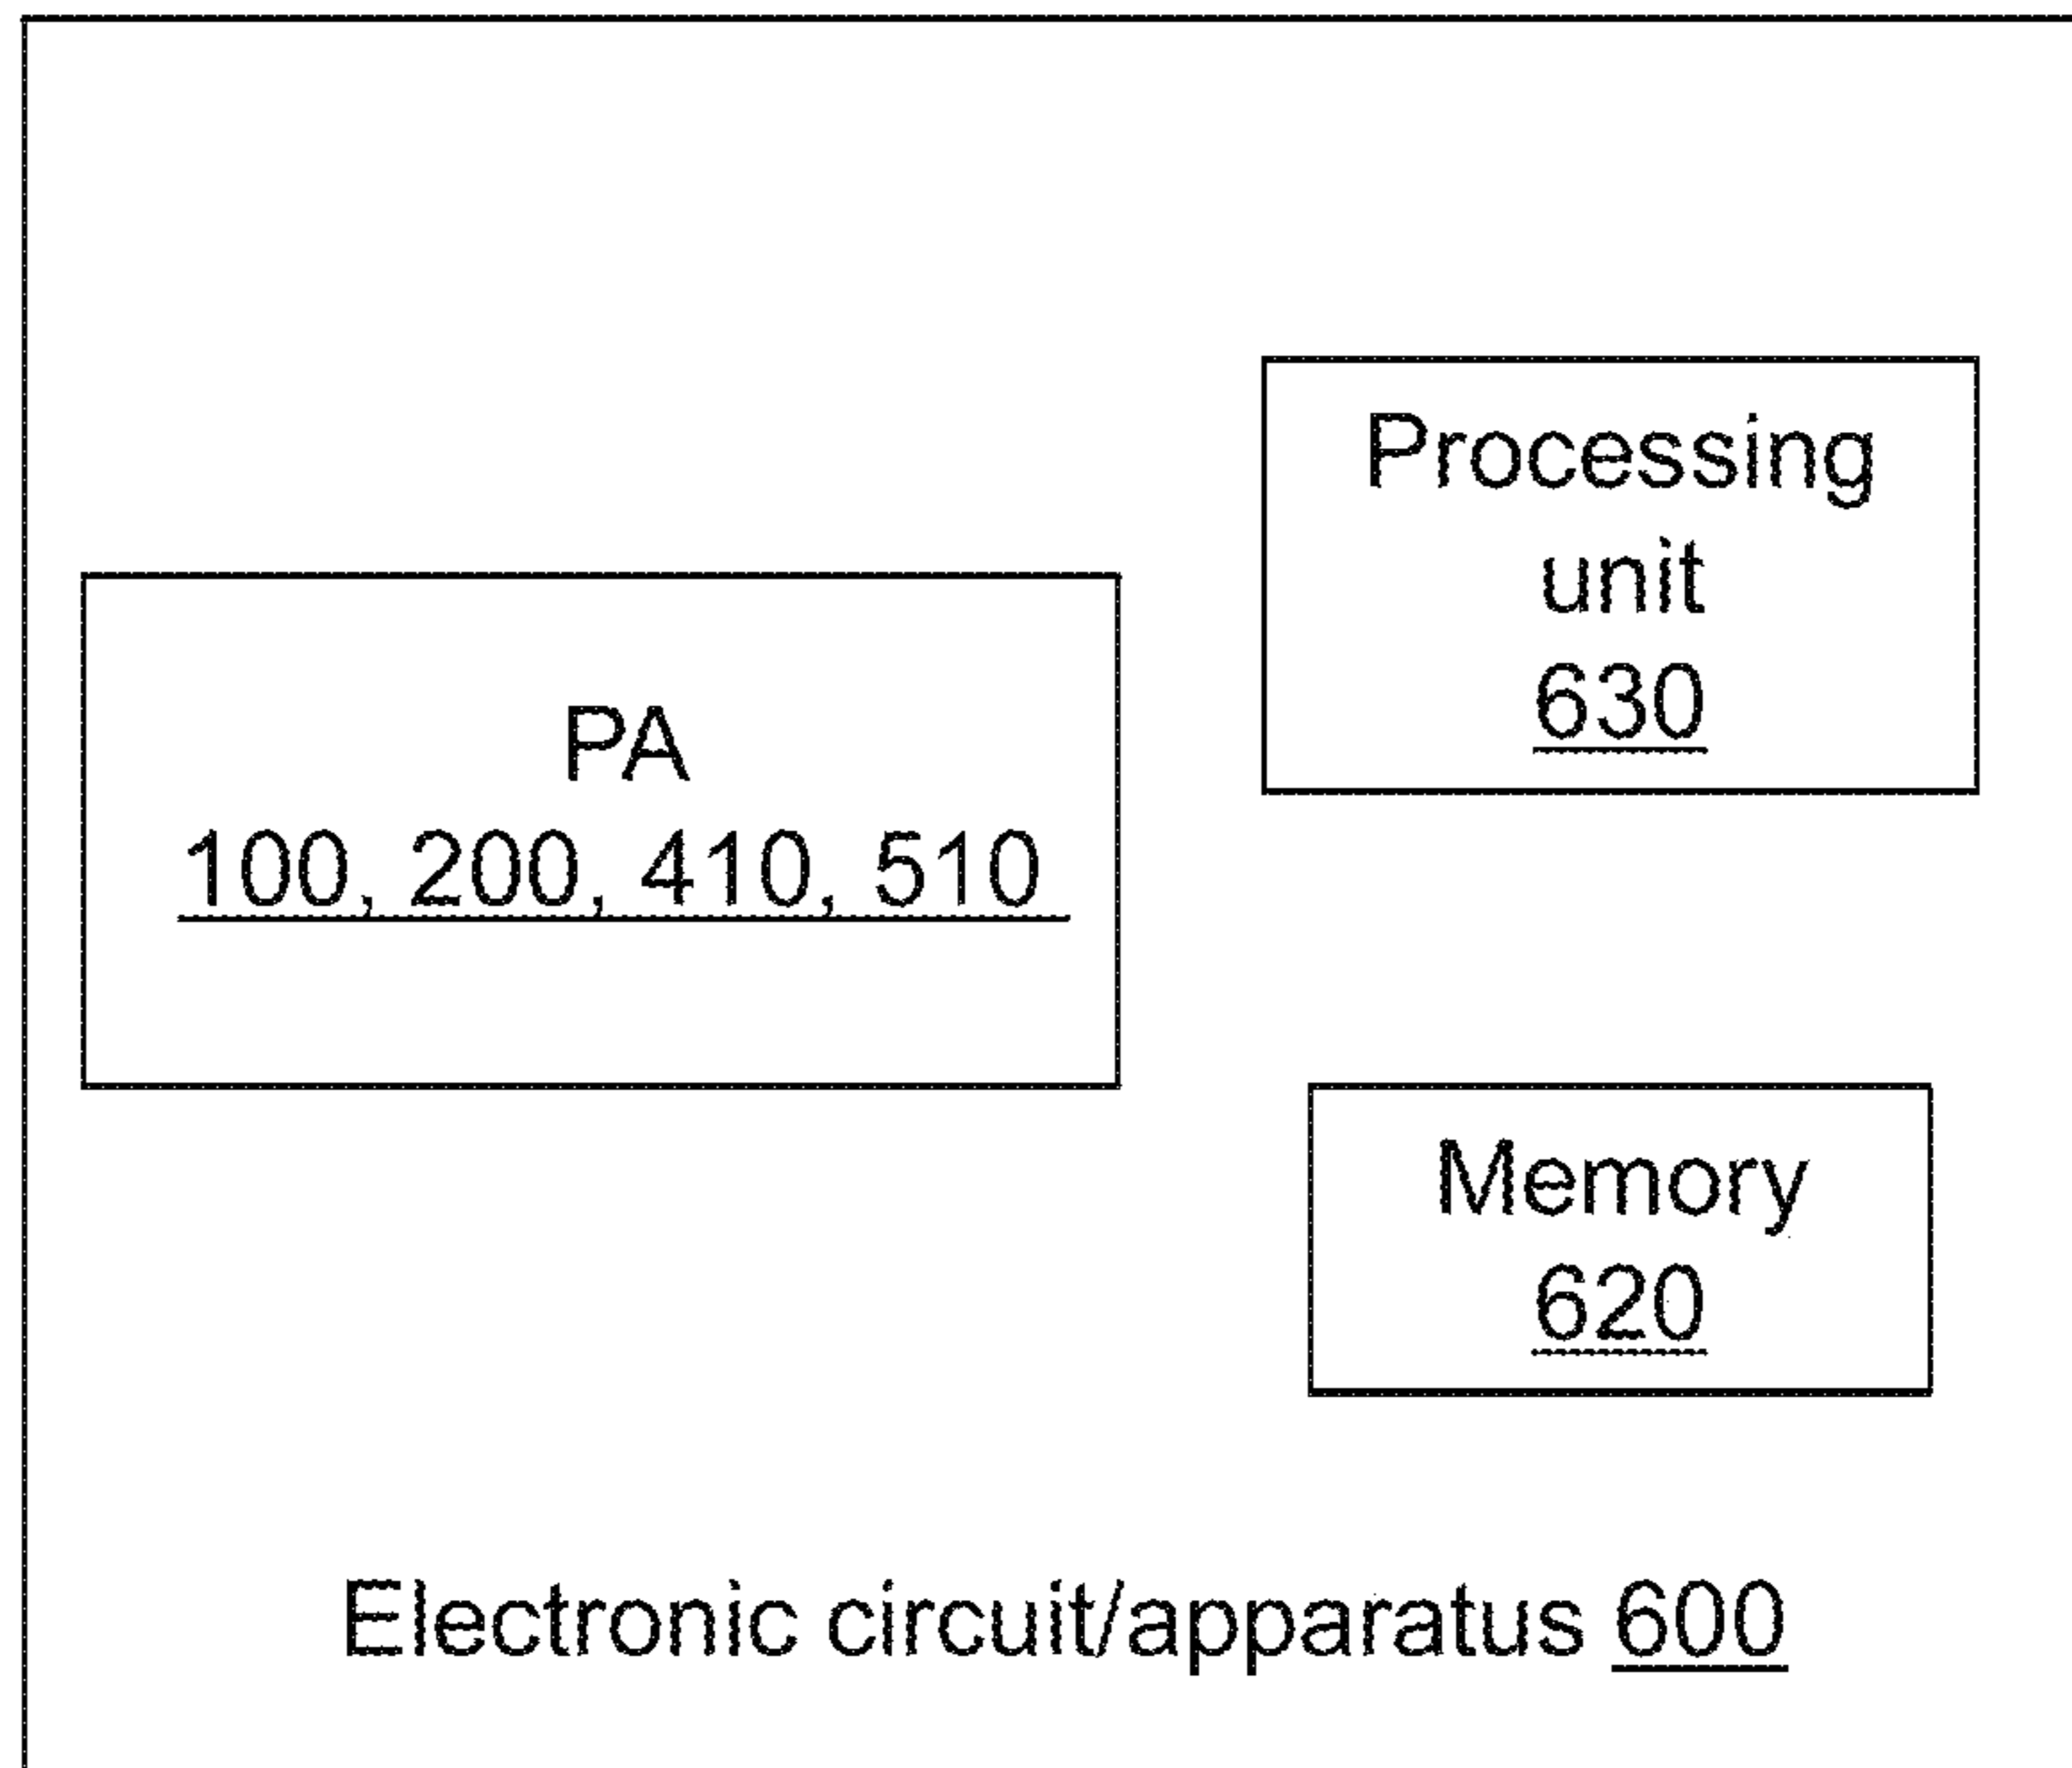 Processing
unit
630
PA
100, 200, 410, 510
Memory
620
Electronic circuit/apparatus 600